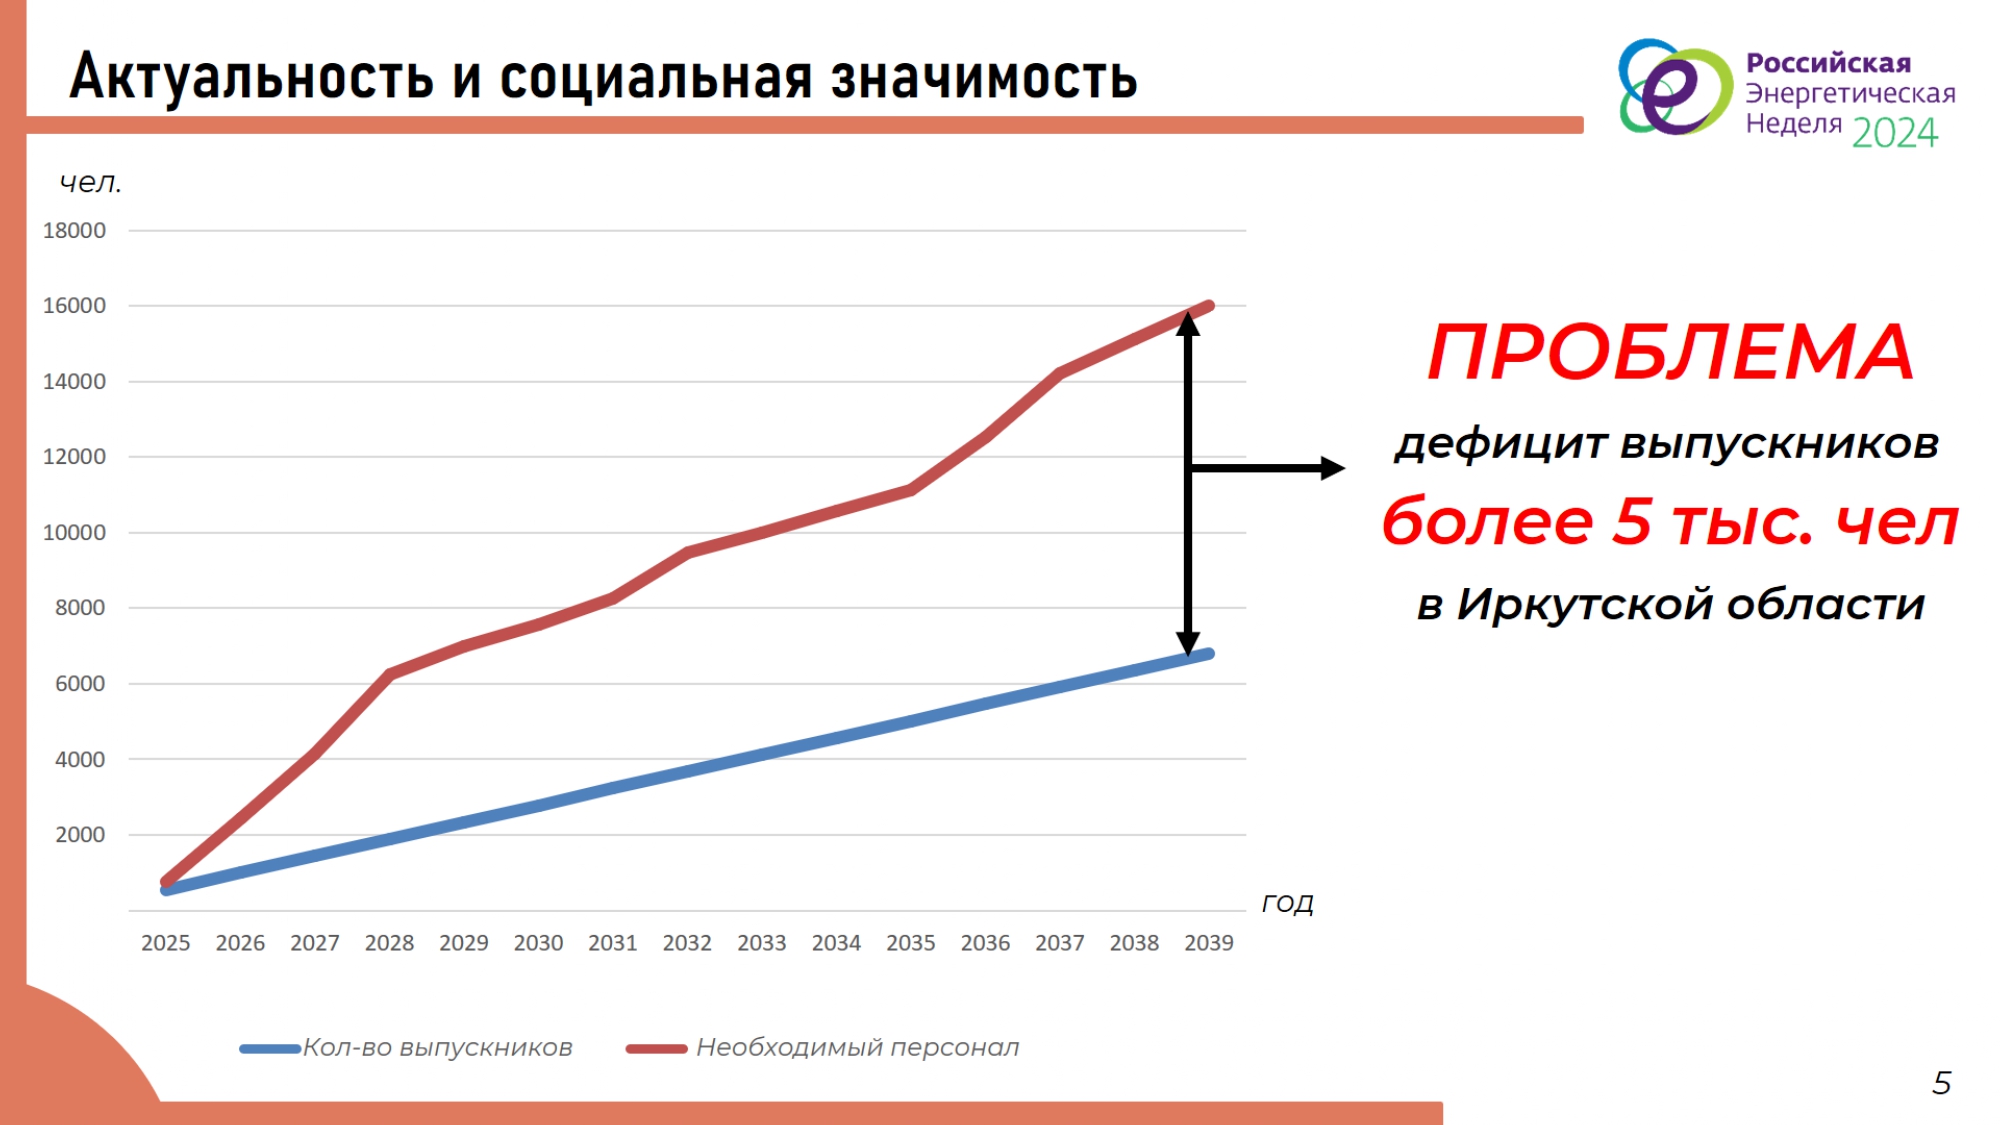 Актуальность и социальная значимость
Российская
Энергетическая
Неделя 2024
чел.
18000
16000
14000
12000
10000
8000
6000
4000
2000
2025 2026 2027 2028 2029 2030 2031 2032 2033 2034 2035 2036 2037 2038 2039
год
ПРОБЛЕМА
дефицит выпускников
более 5 тыс. чел
в Иркутской области
Кол-во выпускников Необходимый персонал
5